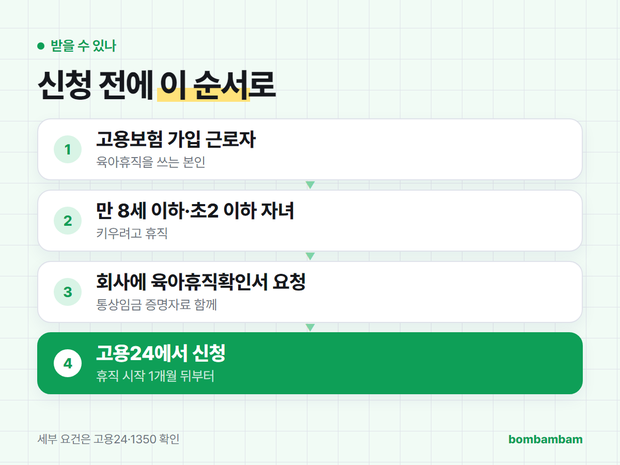 받을 수 있나
신청 전에 이 순서로
1
고용보험 가입 근로자
육아휴직을 쓰는 본인
2
만 8세 이하·초2 이하 자녀
키우려고 휴직
3
회사에 육아휴직확인서 요청
통상임금 증명자료 함께
4
고용24에서 신청
휴직 시작 1개월 뒤부터
세부 요건은 고용24·1350 확인
bombambam